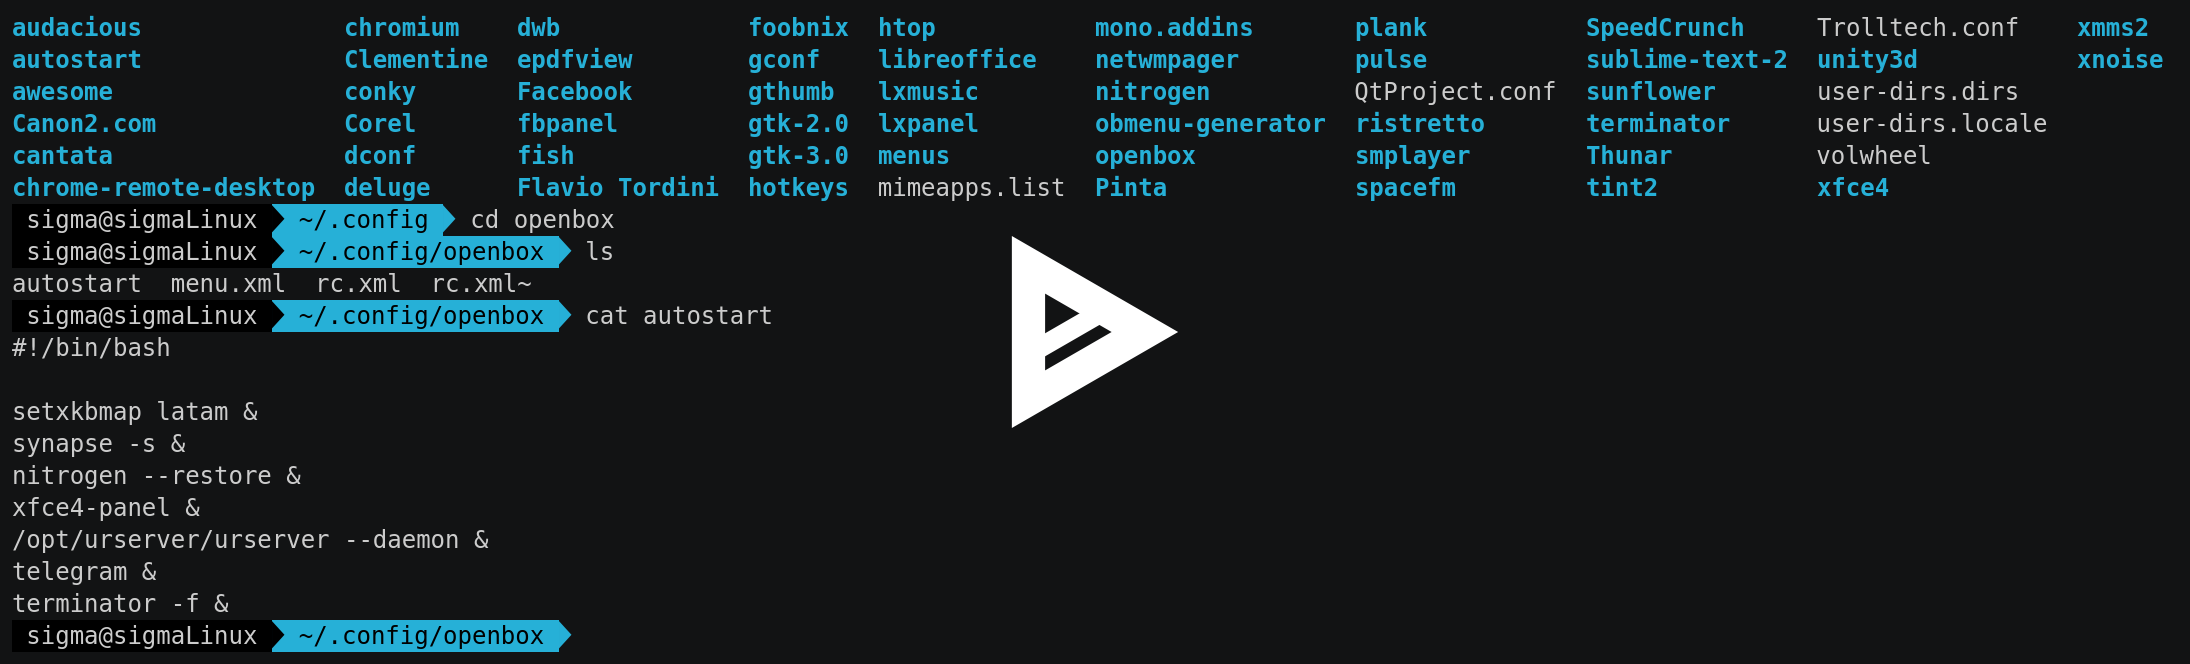 audacious chromium dwb foobnix htop mono.addins plank SpeedCrunch Trolltech.conf xmms2
autostart Clementine epdfview gconf libreoffice netwmpager pulse sublime-text-2 unity3d xnoise
awesome conky Facebook gthumb lxmusic nitrogen QtProject.conf sunflower user-dirs.dirs
Canon2.com Corel fbpanel gtk-2.0 lxpanel obmenu-generator ristretto terminator user-dirs.locale
cantata dconf fish gtk-3.0 menus openbox smplayer Thunar volwheel
chrome-remote-desktop deluge Flavio Tordini hotkeys mimeapps.list Pinta spacefm tint2 xfce4
sigma@sigmaLinux ~/.config cd openbox
sigma@sigmaLinux ~/.config/openbox ls
autostart menu.xml rc.xml rc.xml~
sigma@sigmaLinux ~/.config/openbox cat autostart
#!/bin/bash
setxkbmap latam &
synapse -s &
nitrogen --restore &
xfce4-panel &
/opt/urserver/urserver --daemon &
telegram &
terminator -f &
sigma@sigmaLinux ~/.config/openbox